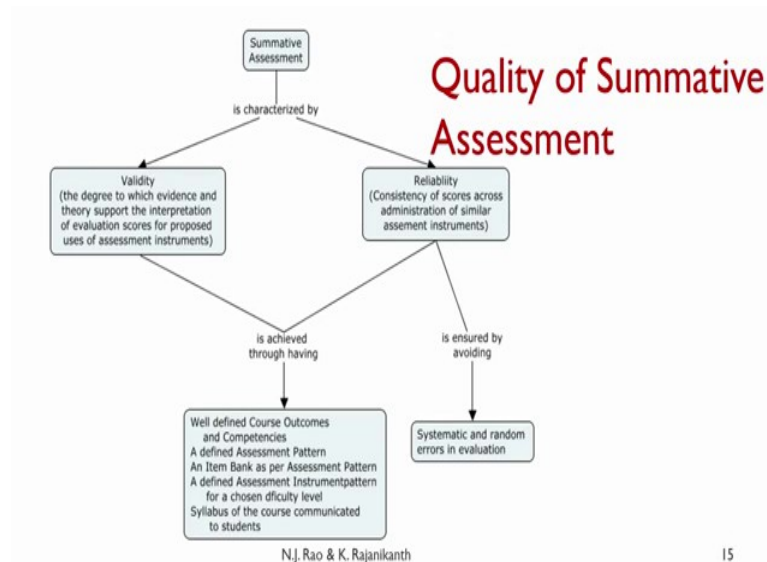 Quality of Summative
Assessment
Summative
Assessment
is characterized by
Validity
(the degree to which evidence and
theory support the interpretation
of evaluation scores for proposed
uses of assessment instruments)
Reliabliity
(Consistency of scores across
administration of similar
assement instruments)
is achieved
through having
is ensured by
avoiding
Well defined Course Outcomes
and Competencies
A defined Assessment Pattern
An Item Bank as per Assessment Pattern
A defined Assessment Instrumentpattern
for a chosen dficulty level
Syllabus of the course communicated
to students
Systematic and random
errors in evaluation
N.J. Rao & K. Rajanikanth
15